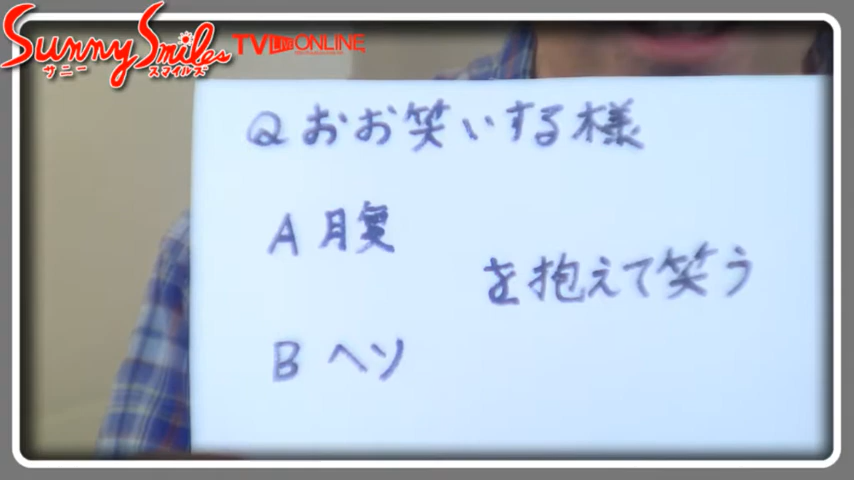 Sunny Smiles
サニー スマイルズ
TV LIVE ONLINE
Q おお笑いする様
A 腹
を抱えて笑う
B ヘソ